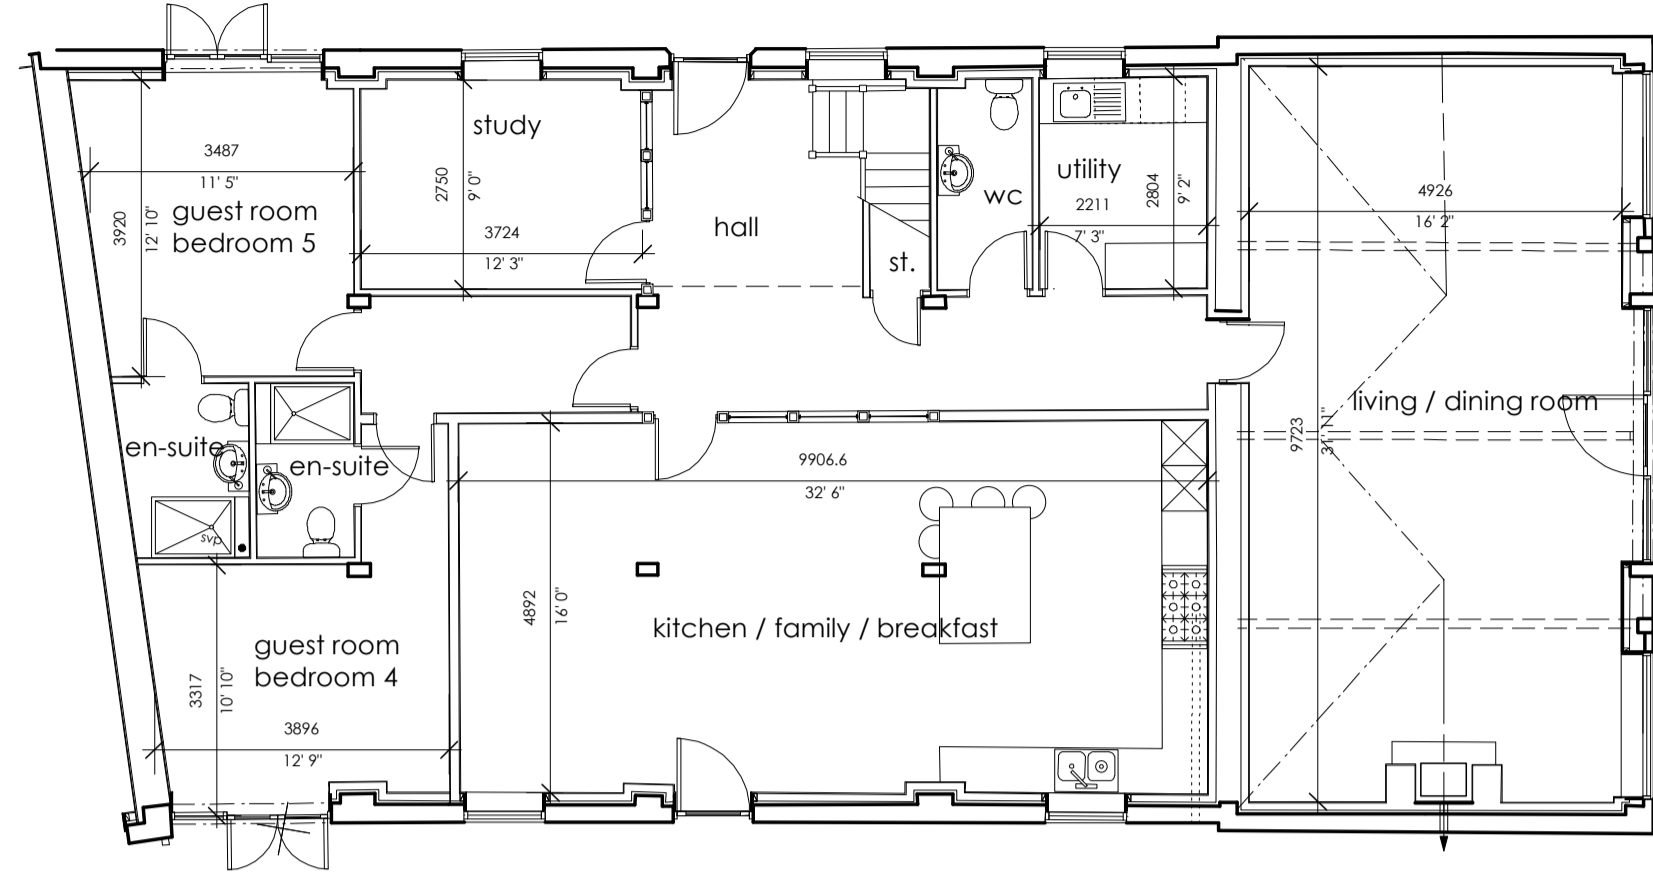 study
3487
11' 5"
guest room
bedroom 5
3920
12' 10"
2750
9' 0"
3724
12' 3"
hall
st.
wc
utility
2211
7' 3"
2804
9' 2"
4926
16' 2"
living / dining room
9723
31' 11"
en-suite
en-suite
svp
9906.6
32' 6"
4892
16' 0"
kitchen / family / breakfast
guest room
bedroom 4
3317
10' 10"
3896
12' 9"